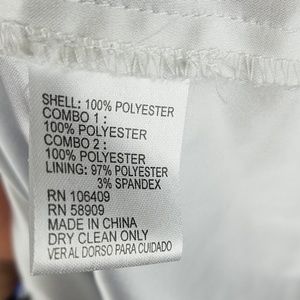 SHELL: 100% POLYESTER
COMBO 1 :
100% POLYESTER
COMBO 2 :
100% POLYESTER
LINING: 97% POLYESTER
3% SPANDEX
RN 106409
RN 58909
MADE IN CHINA
DRY CLEAN ONLY
VER AL DORSO PARA CUIDADO